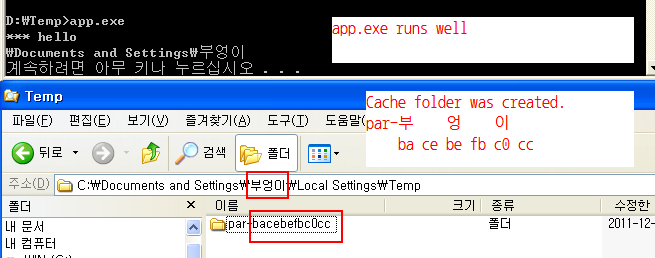 D:₩Temp>app.exe
*** hello
₩Documents and Settings₩부엉이
계속하려면 아무 키나 누르십시오 . . .
app.exe runs well
Temp
파일(F) 편집(E) 보기(V) 즐겨찾기(A) 도구(T) 도움말
Cache folder was created.
par-부 엉 이
ba ce be fb c0 cc
뒤로 검색 폴더
주소(D) C:₩Documents and Settings₩부엉이₩Local Settings₩Temp
폴더 × 이름 크기 종류 수정한
내 문서
par-bacebefbc0cc 폴더 2011-12-
내 컴퓨터